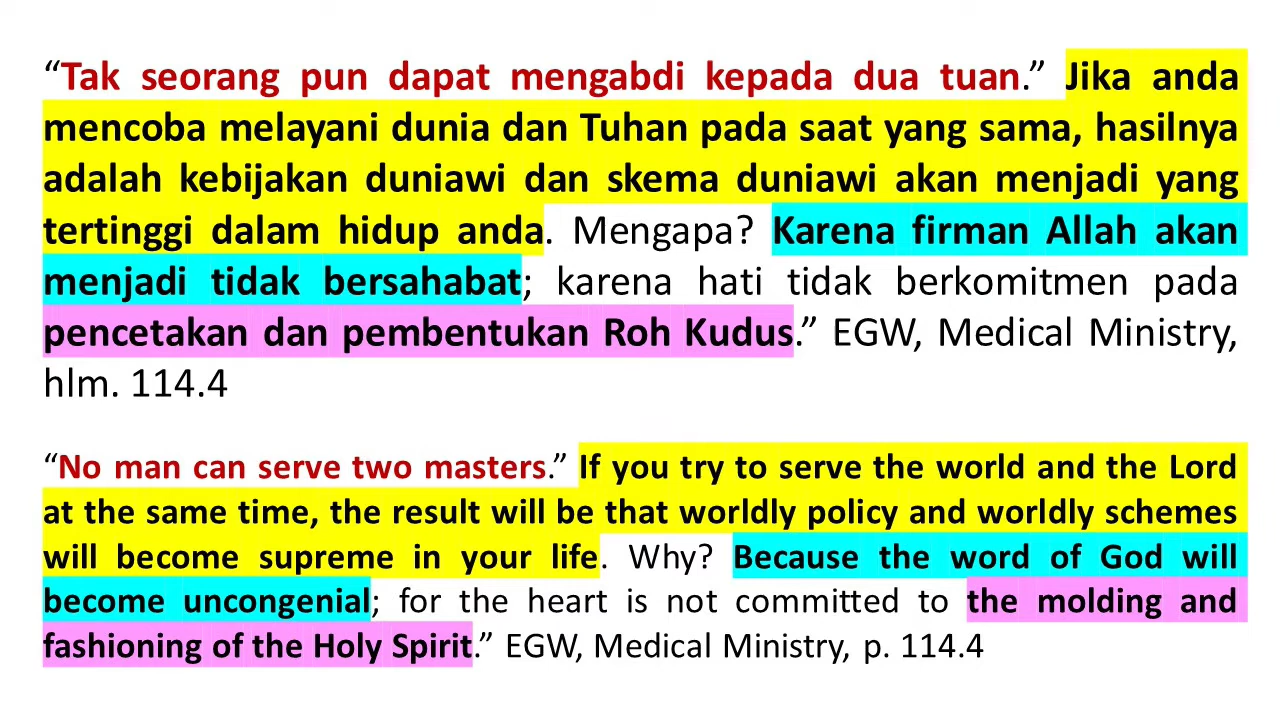 “Tak seorang pun dapat mengabdi kepada dua tuan.” Jika anda
mencoba melayani dunia dan Tuhan pada saat yang sama, hasilnya
adalah kebijakan duniawi dan skema duniawi akan menjadi yang
tertinggi dalam hidup anda. Mengapa? Karena firman Allah akan
menjadi tidak bersahabat; karena hati tidak berkomitmen pada
pencetakan dan pembentukan Roh Kudus.” EGW, Medical Ministry,
hlm. 114.4
“No man can serve two masters.” If you try to serve the world and the Lord
at the same time, the result will be that worldly policy and worldly schemes
will become supreme in your life. Why? Because the word of God will
become uncongenial; for the heart is not committed to the molding and
fashioning of the Holy Spirit.” EGW, Medical Ministry, p. 114.4